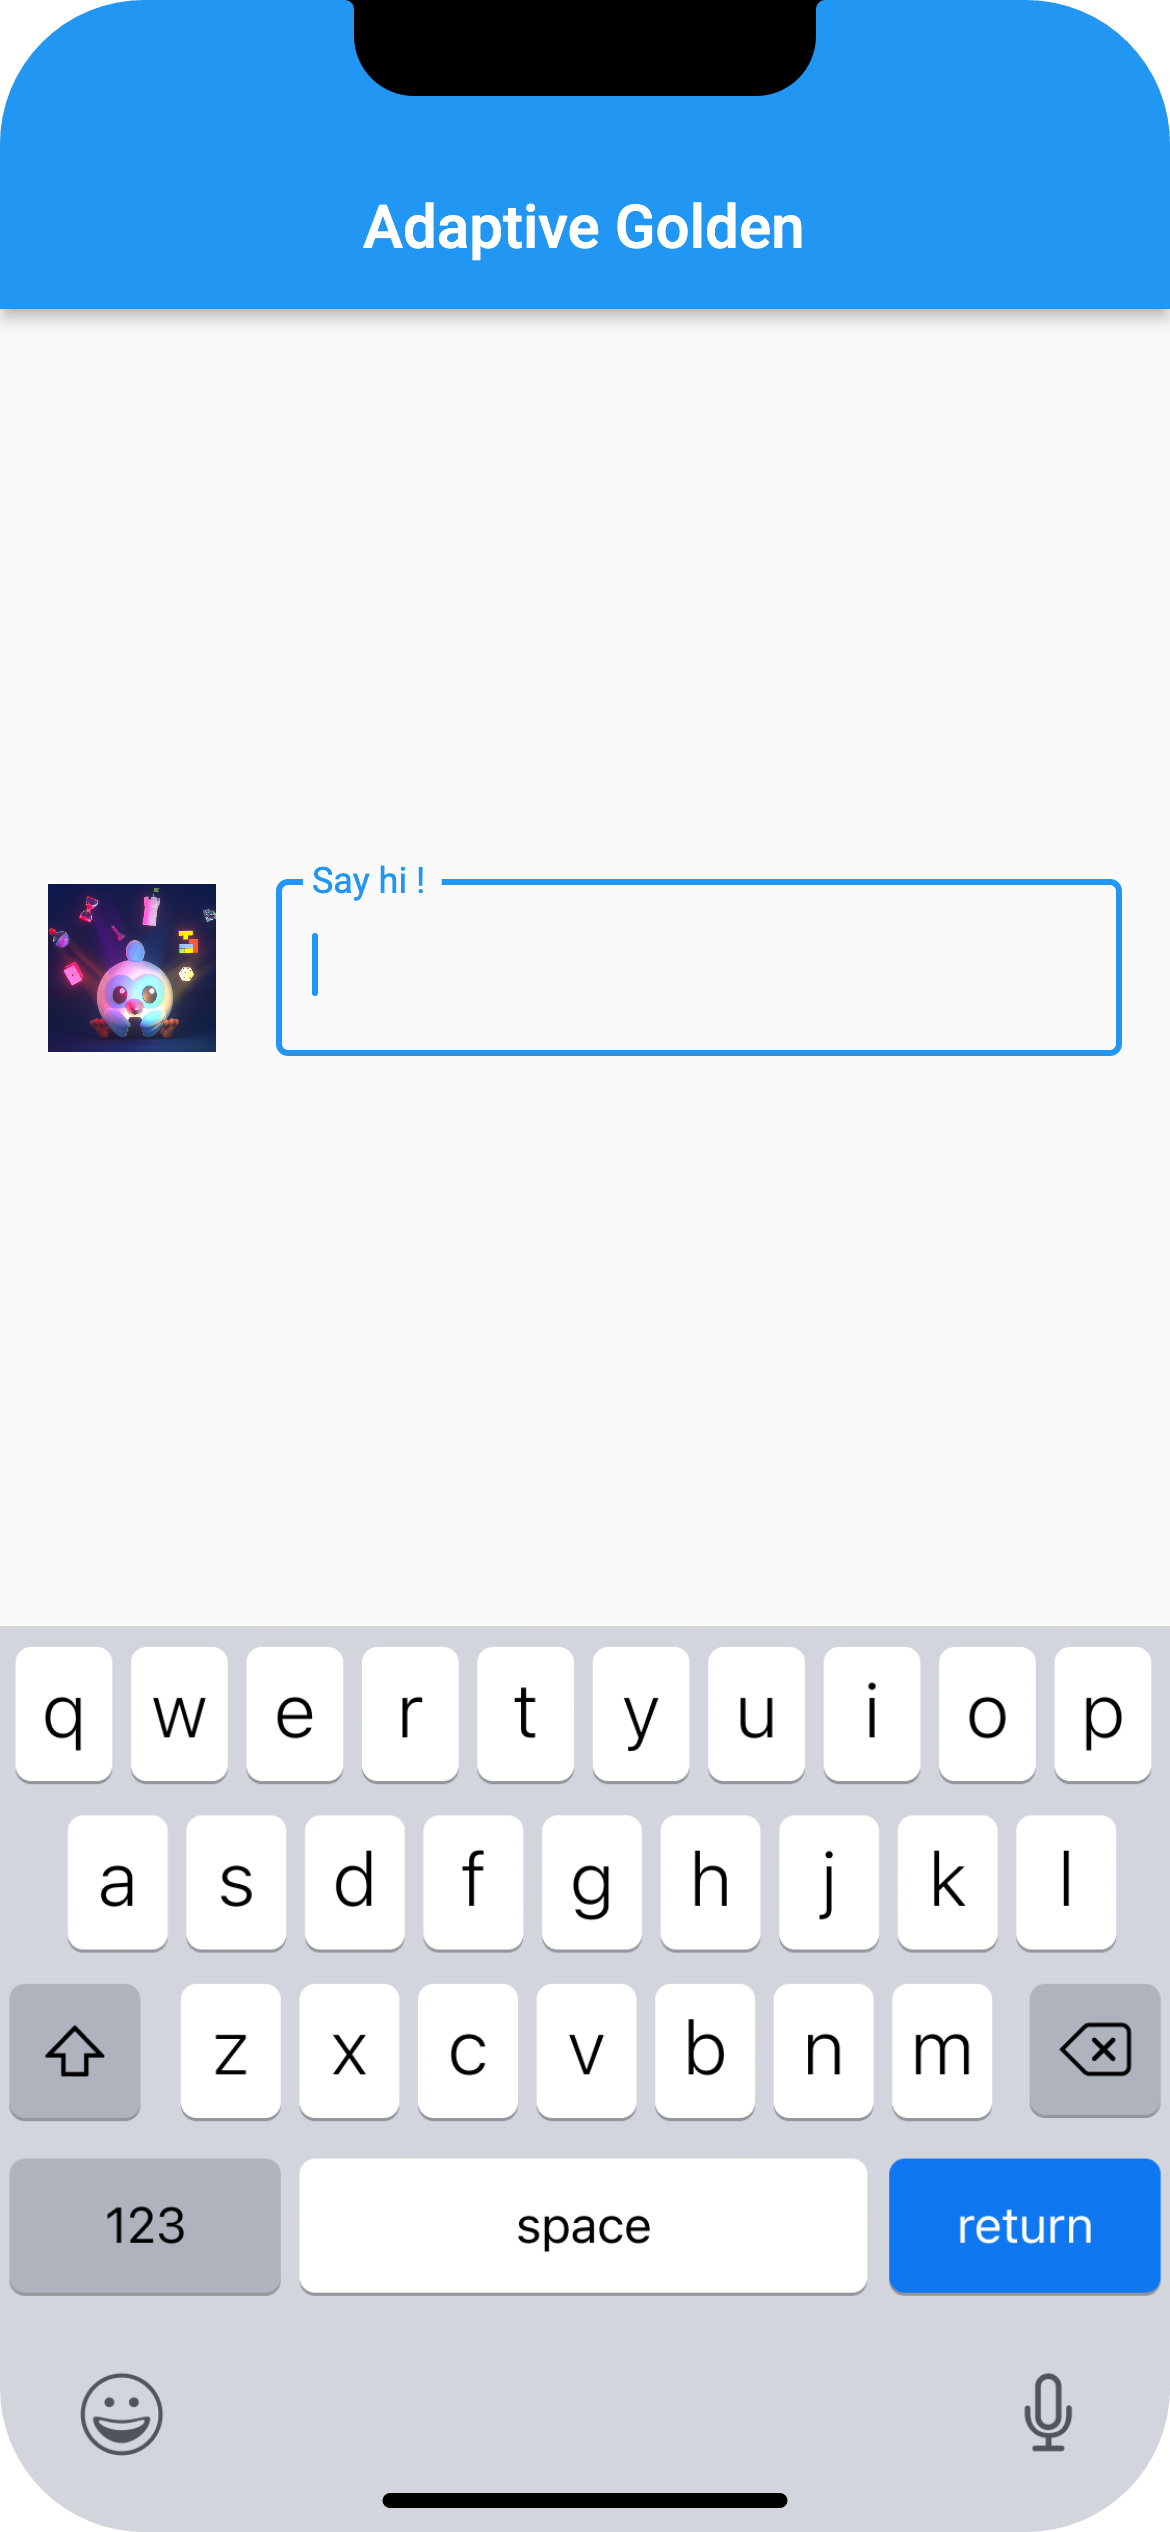 Adaptive Golden
Say hi !
q w e r t y u i o p
a s d f g h j k l
z x c v b n m
123 space return